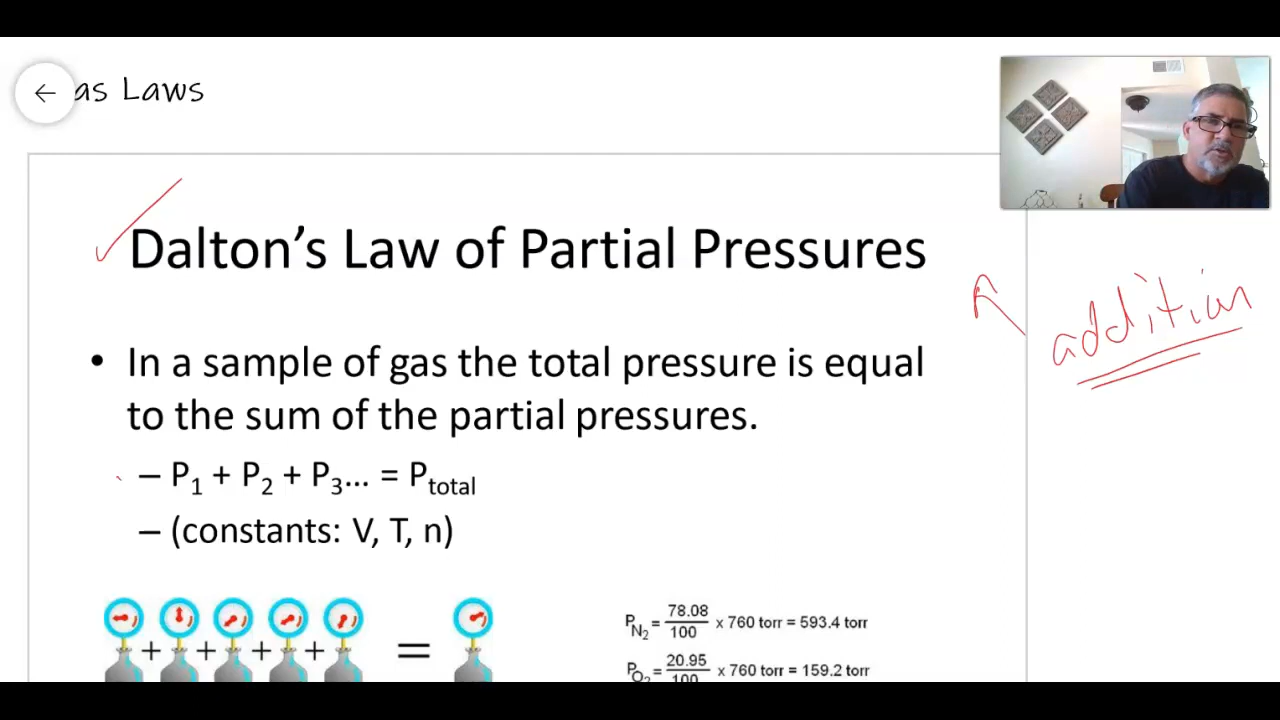 as Laws
Dalton's Law of Partial Pressures
addition
• In a sample of gas the total pressure is equal
to the sum of the partial pressures.
– P₁ + P₂ + P₃... = Ptotal
– (constants: V, T, n)
+ + + + =
PN₂ = 78.08/100 x 760 torr = 593.4 torr
PO₂ = 20.95/100 x 760 torr = 159.2 torr